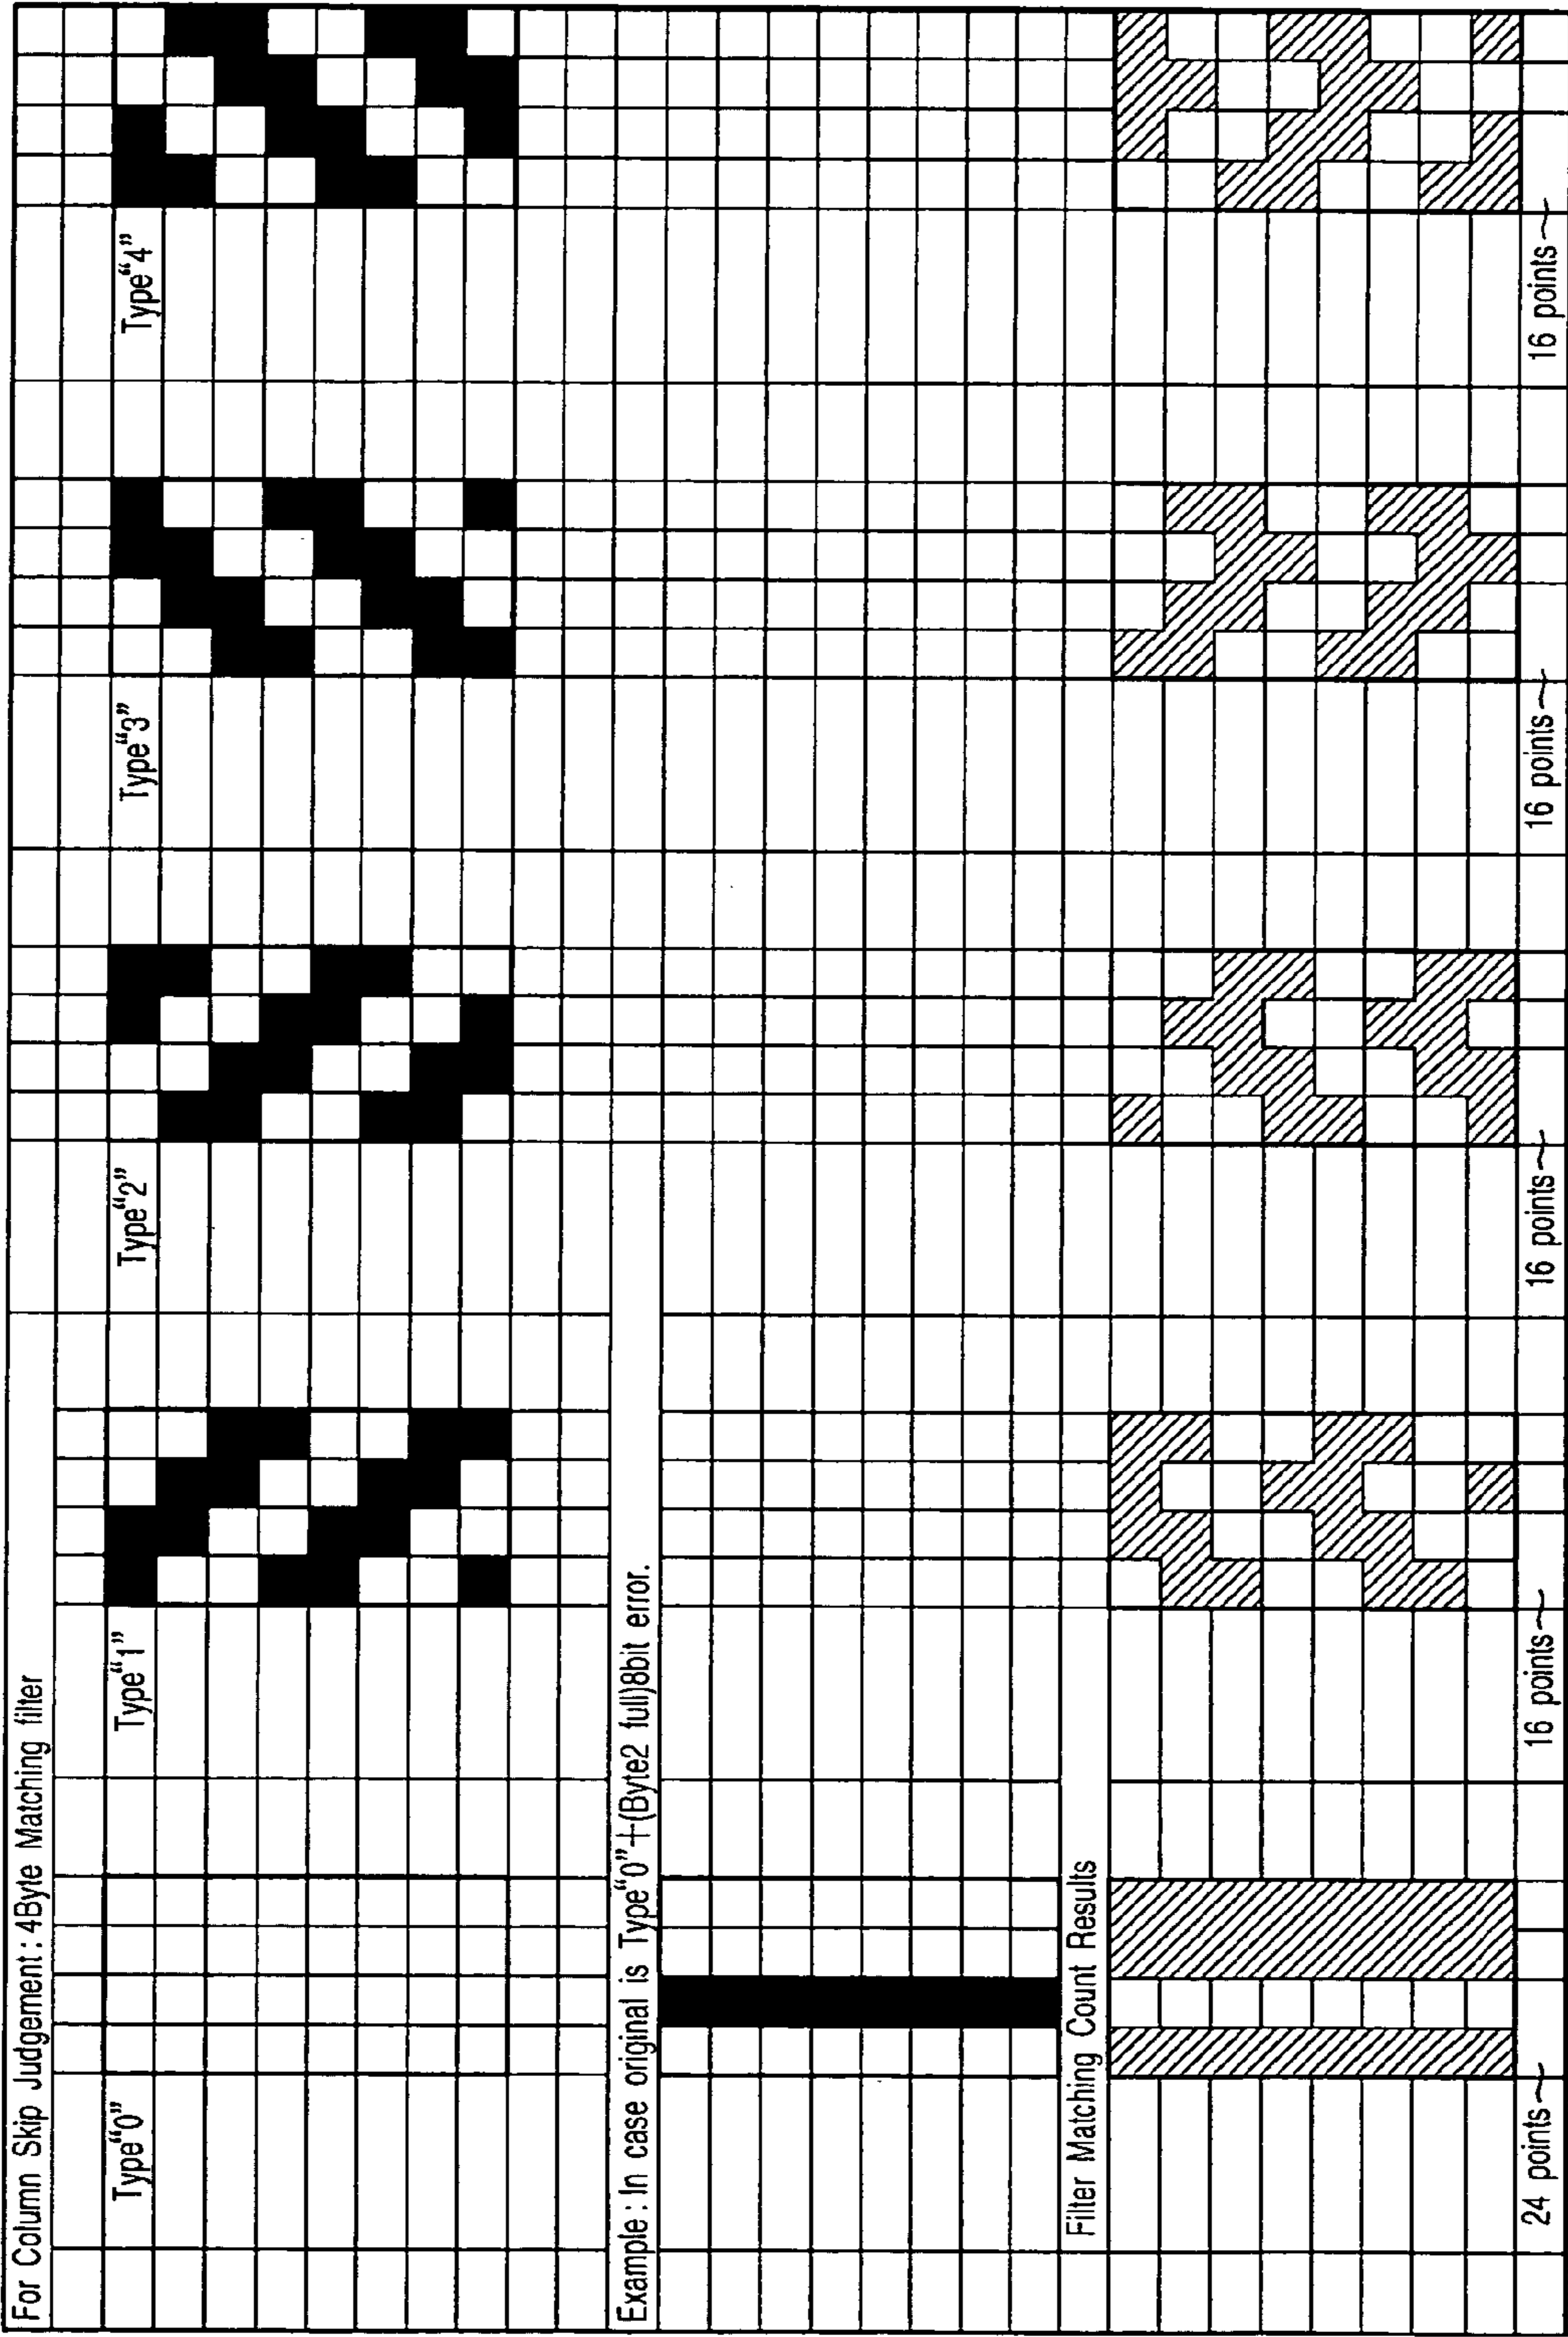 For Column Skip Judgement : 4Byte Matching filter
Type“0”
Type“1”
Type“2”
Type“3”
Type“4”
Example : In case original is Type“0”+(Byte2 full)8bit error.
Filter Matching Count Results
24 points
16 points
16 points
16 points
16 points